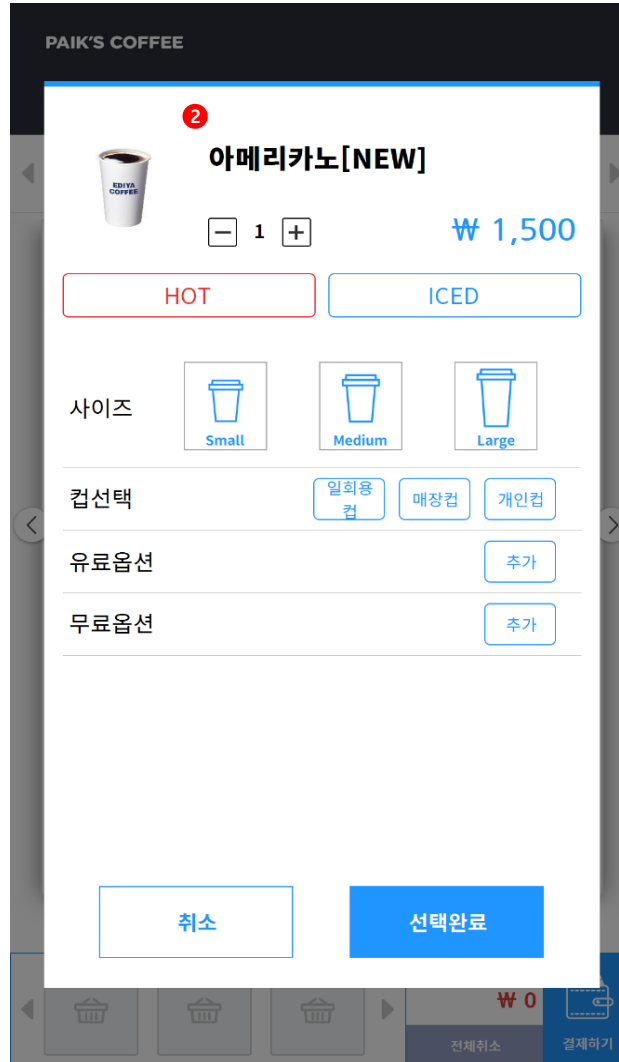 PAIK'S COFFEE
2
아메리카노[NEW]
EDIYA
COFFEE
1
₩ 1,500
HOT
ICED
사이즈
Small
Medium
Large
컵선택
일회용
컵
매장컵
개인컵
유료옵션
추가
무료옵션
추가
취소
선택완료
₩ 0
전체취소
결제하기